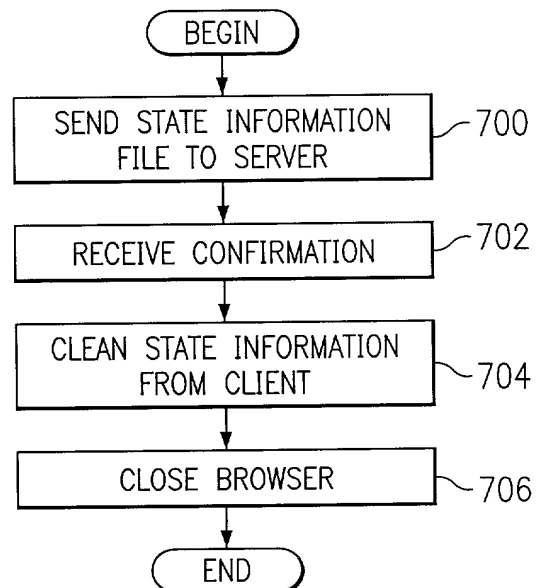 BEGIN
SEND STATE INFORMATION
FILE TO SERVER
700
RECEIVE CONFIRMATION
702
CLEAN STATE INFORMATION
FROM CLIENT
704
CLOSE BROWSER
706
END